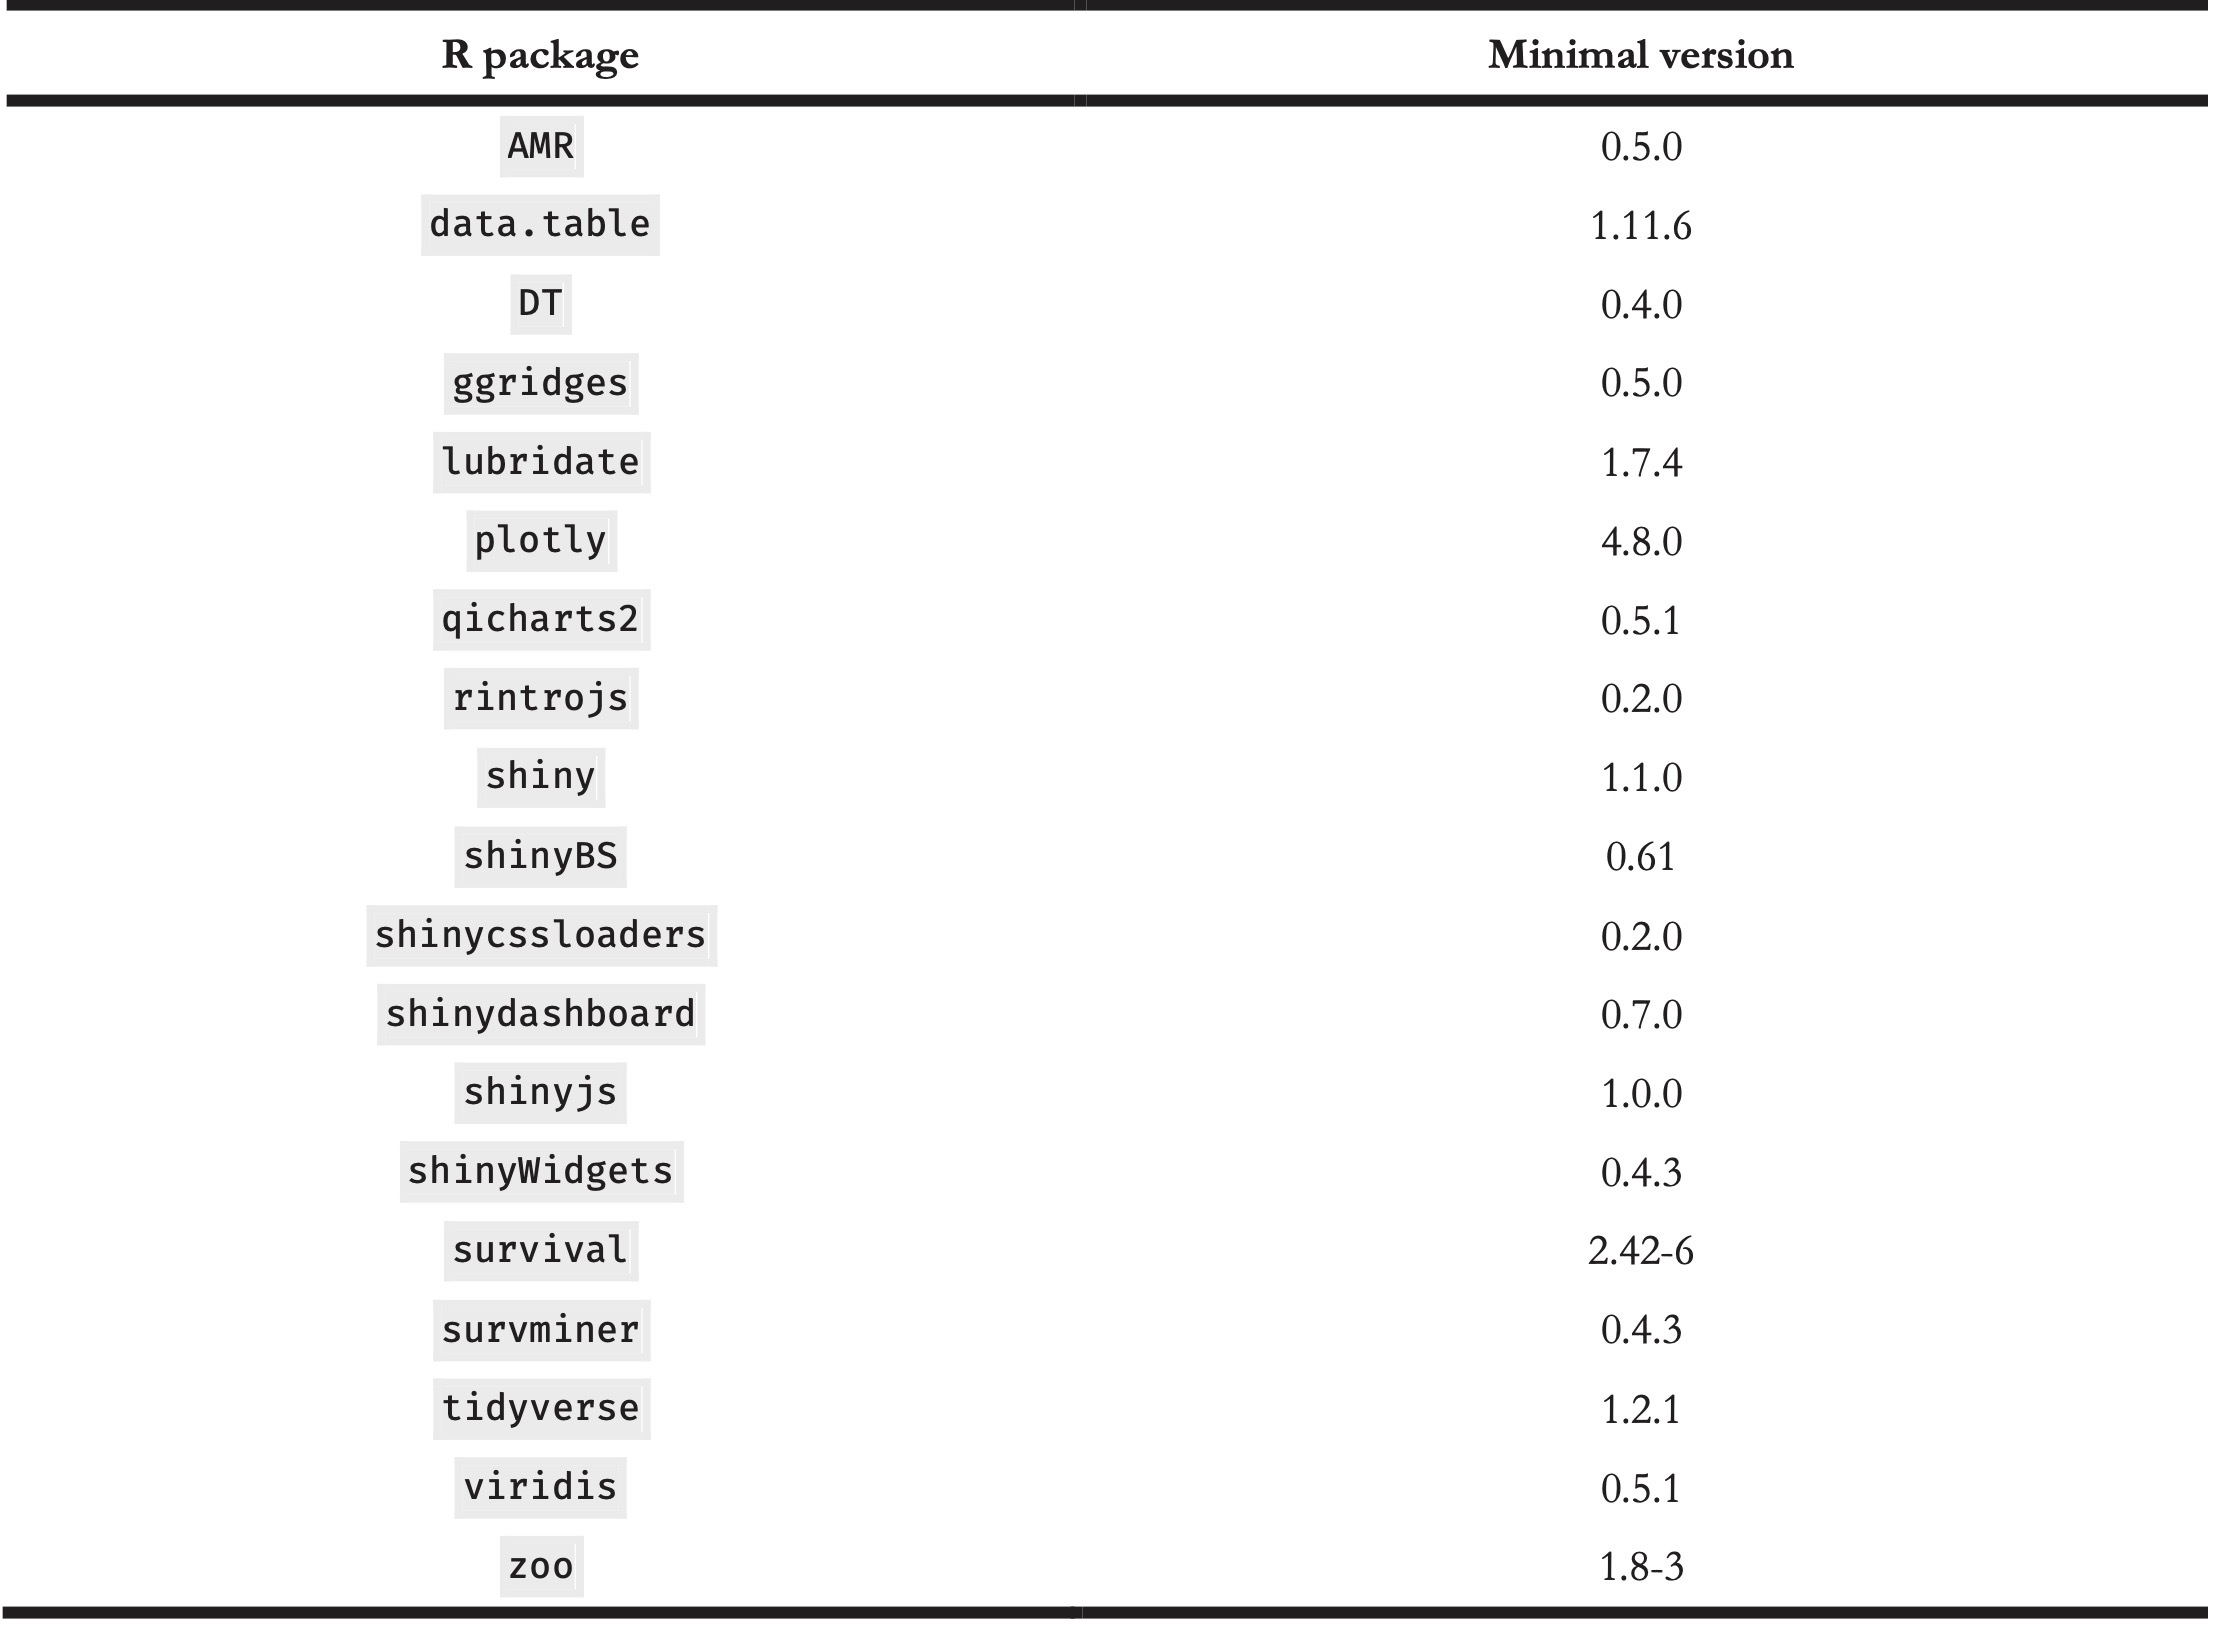 R package Minimal version
AMR 0.5.0
data.table 1.11.6
DT 0.4.0
ggridges 0.5.0
lubridate 1.7.4
plotly 4.8.0
qicharts2 0.5.1
rintrojs 0.2.0
shiny 1.1.0
shinyBS 0.61
shinycssloaders 0.2.0
shinydashboard 0.7.0
shinyjs 1.0.0
shinyWidgets 0.4.3
survival 2.42-6
survminer 0.4.3
tidyverse 1.2.1
viridis 0.5.1
zoo 1.8-3